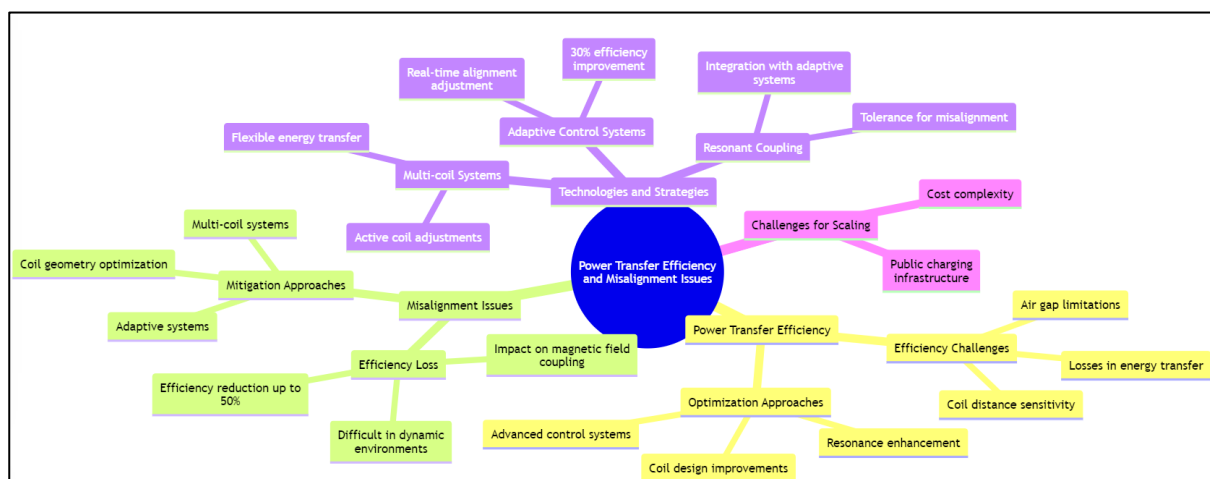 30% efficiency
improvement
Real-time alignment
adjustment
Integration with adaptive
systems
Flexible energy transfer
Adaptive Control Systems
Resonant Coupling
Tolerance for misalignment
Multi-coil Systems
Technologies and Strategies
Active coil adjustments
Cost complexity
Challenges for Scaling
Public charging
infrastructure
Power Transfer Efficiency
and Misalignment Issues
Multi-coil systems
Coil geometry optimization
Mitigation Approaches
Adaptive systems
Misalignment Issues
Efficiency Loss
Impact on magnetic field
coupling
Efficiency reduction up to
50%
Difficult in dynamic
environments
Power Transfer Efficiency
Air gap limitations
Efficiency Challenges
Losses in energy transfer
Coil distance sensitivity
Optimization Approaches
Advanced control systems
Resonance enhancement
Coil design improvements